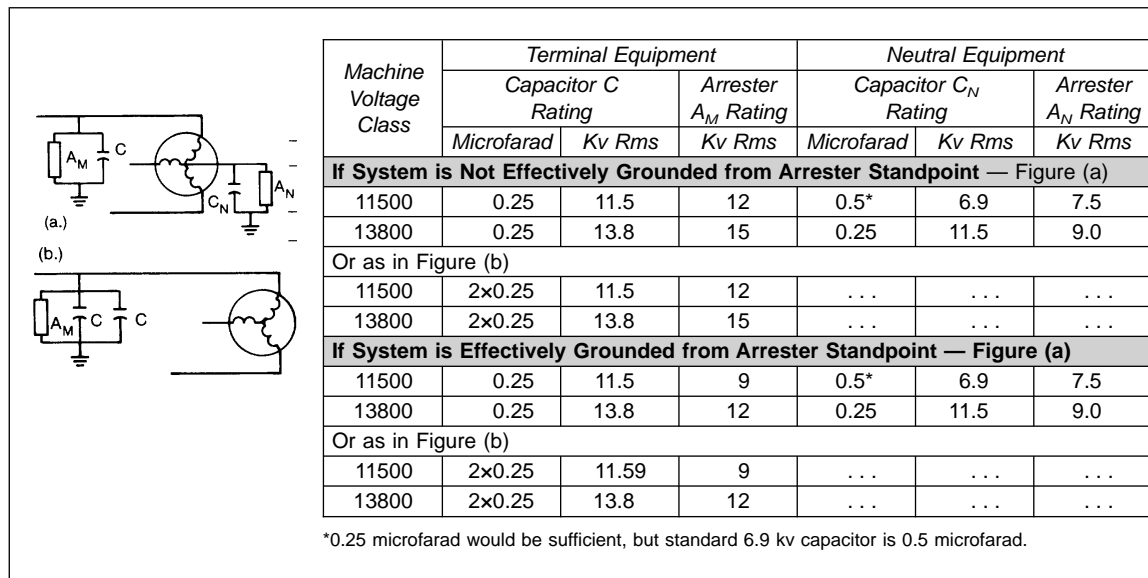 A_M C
C_N A_N
(a.)
(b.)
A_M C C
Machine Voltage Class Terminal Equipment Neutral Equipment
Capacitor C Rating Arrester A_M Rating Capacitor C_N Rating Arrester A_N Rating
Microfarad Kv Rms Kv Rms Microfarad Kv Rms Kv Rms
If System is Not Effectively Grounded from Arrester Standpoint — Figure (a)
11500 0.25 11.5 12 0.5* 6.9 7.5
13800 0.25 13.8 15 0.25 11.5 9.0
Or as in Figure (b)
11500 2×0.25 11.5 12 . . . . . . . . .
13800 2×0.25 13.8 15 . . . . . . . . .
If System is Effectively Grounded from Arrester Standpoint — Figure (a)
11500 0.25 11.5 9 0.5* 6.9 7.5
13800 0.25 13.8 12 0.25 11.5 9.0
Or as in Figure (b)
11500 2×0.25 11.59 9 . . . . . . . . .
13800 2×0.25 13.8 12 . . . . . . . . .
*0.25 microfarad would be sufficient, but standard 6.9 kv capacitor is 0.5 microfarad.